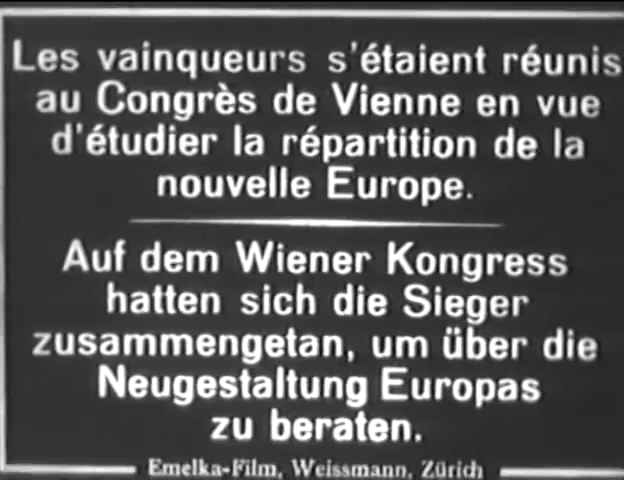 Les vainqueurs s'étaient réunis
au Congrès de Vienne en vue
d'étudier la répartition de la
nouvelle Europe.
Auf dem Wiener Kongress
hatten sich die Sieger
zusammengetan, um über die
Neugestaltung Europas
zu beraten.
Emelka-Film, Weissmann, Zürich